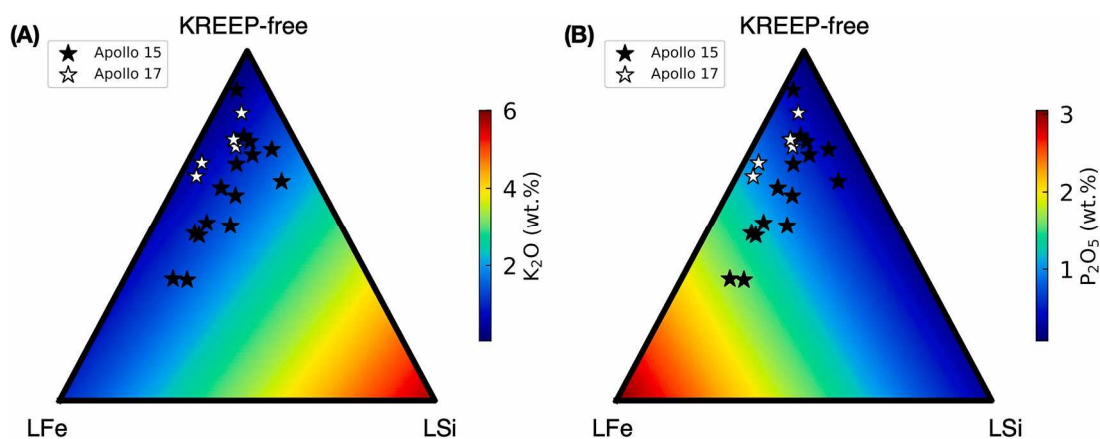 (A)
KREEP-free
Apollo 15
Apollo 17
6
4
2
K₂O (wt.%)
LFe
LSi
(B)
KREEP-free
Apollo 15
Apollo 17
3
2
1
P₂O₅ (wt.%)
LFe
LSi